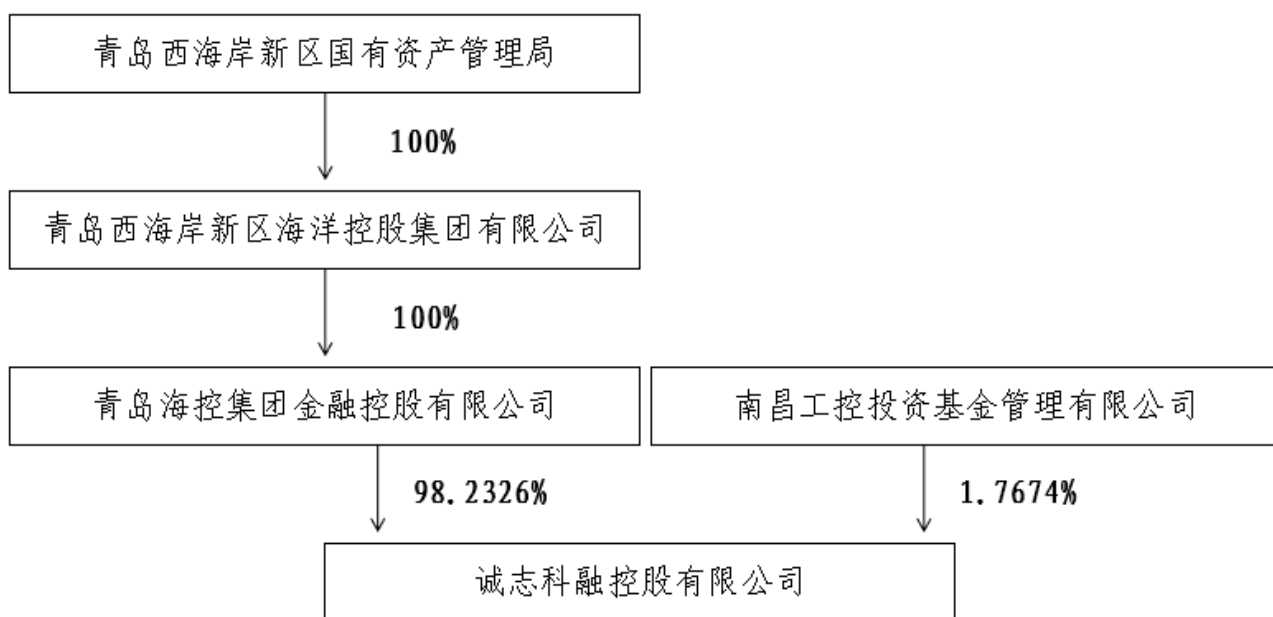 青岛西海岸新区国有资产管理局
100%
青岛西海岸新区海洋控股集团有限公司
100%
青岛海控集团金融控股有限公司
南昌工控投资基金管理有限公司
98.2326%
1.7674%
诚志科融控股有限公司